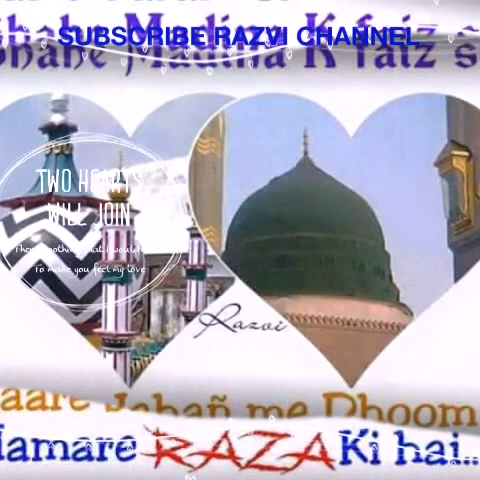 SUBSCRIBE RAZVI CHANNEL
Shahe Madina K faiz s
TWO HEARTS
WILL JOIN
To make you feel my love
Razvi
aare Jahañ me Dhoom
Hamare RAZA Ki hai...